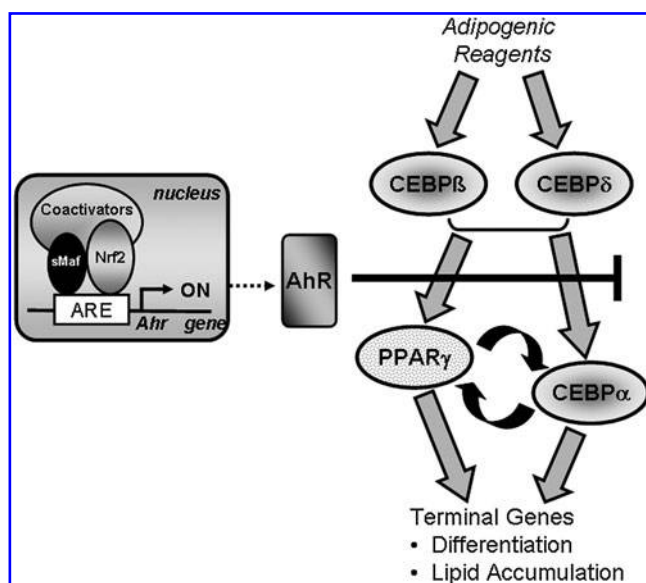 Adipogenic
Reagents
nucleus
Coactivators
sMaf
Nrf2
ON
ARE
Ahr gene
AhR
CEBPß
CEBPδ
PPARγ
CEBPα
Terminal Genes
• Differentiation
• Lipid Accumulation